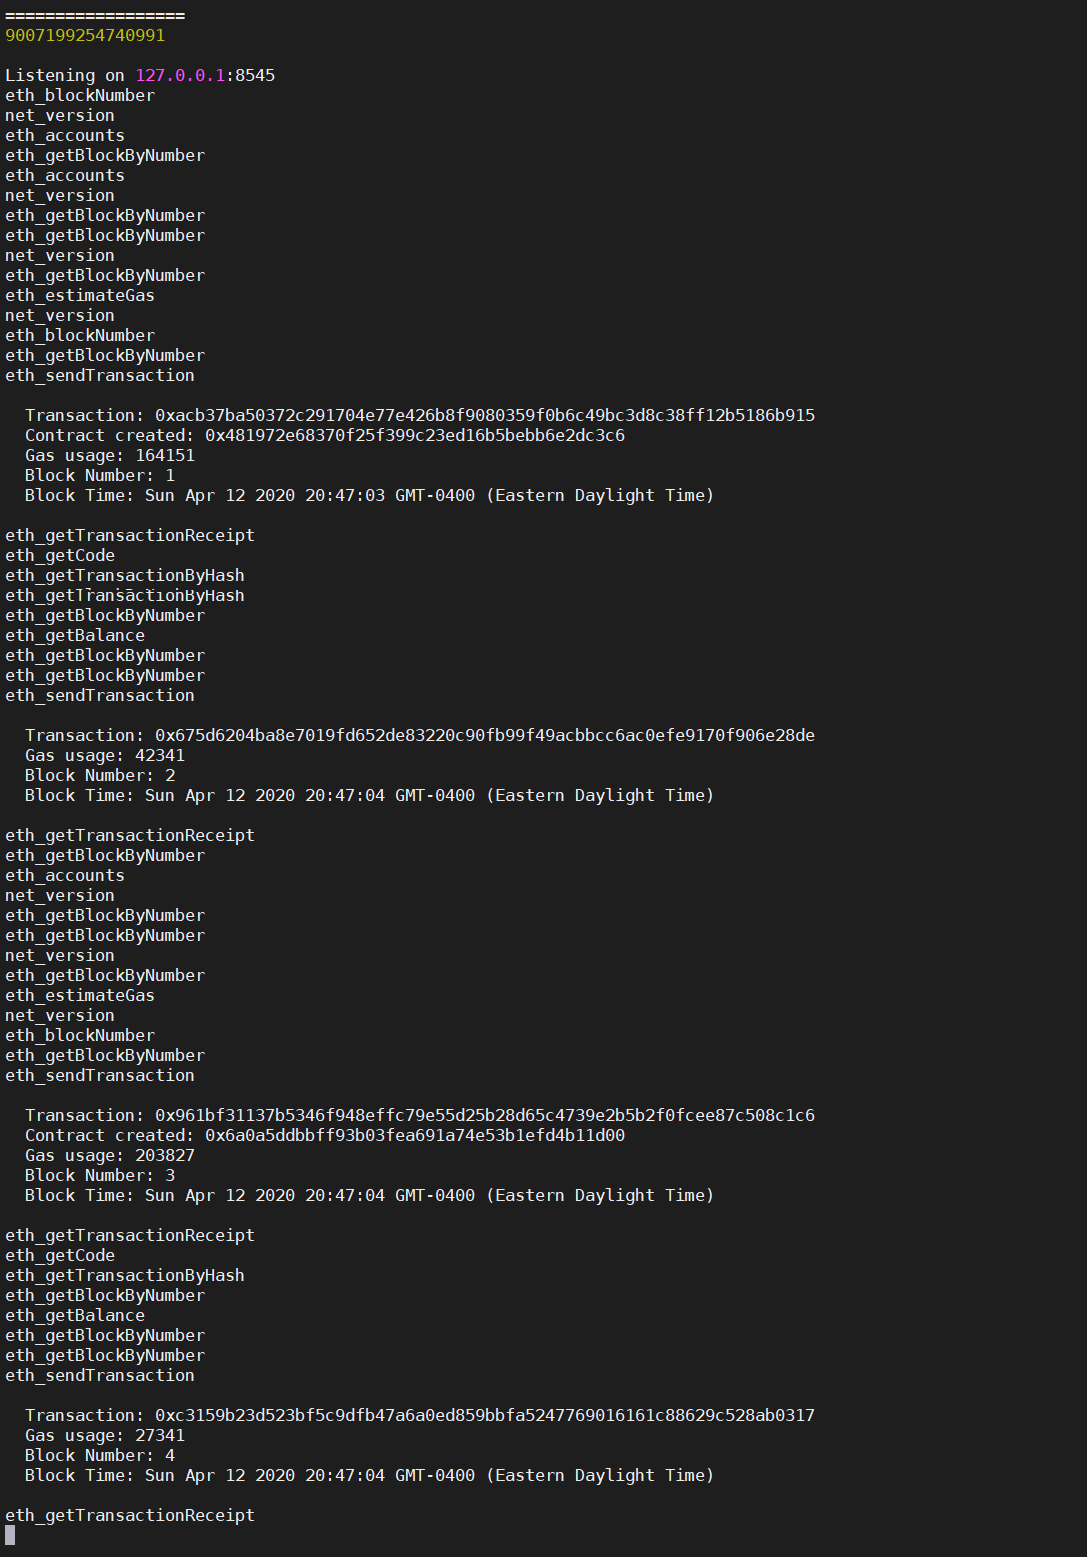 ==================
9007199254740991
Listening on 127.0.0.1:8545
eth_blockNumber
net_version
eth_accounts
eth_getBlockByNumber
eth_accounts
net_version
eth_getBlockByNumber
eth_getBlockByNumber
net_version
eth_getBlockByNumber
eth_estimateGas
net_version
eth_blockNumber
eth_getBlockByNumber
eth_sendTransaction
Transaction: 0xacb37ba50372c291704e77e426b8f9080359f0b6c49bc3d8c38ff12b5186b915
Contract created: 0x481972e68370f25f399c23ed16b5bebb6e2dc3c6
Gas usage: 164151
Block Number: 1
Block Time: Sun Apr 12 2020 20:47:03 GMT-0400 (Eastern Daylight Time)
eth_getTransactionReceipt
eth_getCode
eth_getTransactionByHash
eth_getTransactionByHash
eth_getBlockByNumber
eth_getBalance
eth_getBlockByNumber
eth_getBlockByNumber
eth_sendTransaction
Transaction: 0x675d6204ba8e7019fd652de83220c90fb99f49acbbcc6ac0efe9170f906e28de
Gas usage: 42341
Block Number: 2
Block Time: Sun Apr 12 2020 20:47:04 GMT-0400 (Eastern Daylight Time)
eth_getTransactionReceipt
eth_getBlockByNumber
eth_accounts
net_version
eth_getBlockByNumber
eth_getBlockByNumber
net_version
eth_getBlockByNumber
eth_estimateGas
net_version
eth_blockNumber
eth_getBlockByNumber
eth_sendTransaction
Transaction: 0x961bf31137b5346f948effc79e55d25b28d65c4739e2b5b2f0fcee87c508c1c6
Contract created: 0x6a0a5ddbbff93b03fea691a74e53b1efd4b11d00
Gas usage: 203827
Block Number: 3
Block Time: Sun Apr 12 2020 20:47:04 GMT-0400 (Eastern Daylight Time)
eth_getTransactionReceipt
eth_getCode
eth_getTransactionByHash
eth_getBlockByNumber
eth_getBalance
eth_getBlockByNumber
eth_getBlockByNumber
eth_sendTransaction
Transaction: 0xc3159b23d523bf5c9dfb47a6a0ed859bbfa5247769016161c88629c528ab0317
Gas usage: 27341
Block Number: 4
Block Time: Sun Apr 12 2020 20:47:04 GMT-0400 (Eastern Daylight Time)
eth_getTransactionReceipt